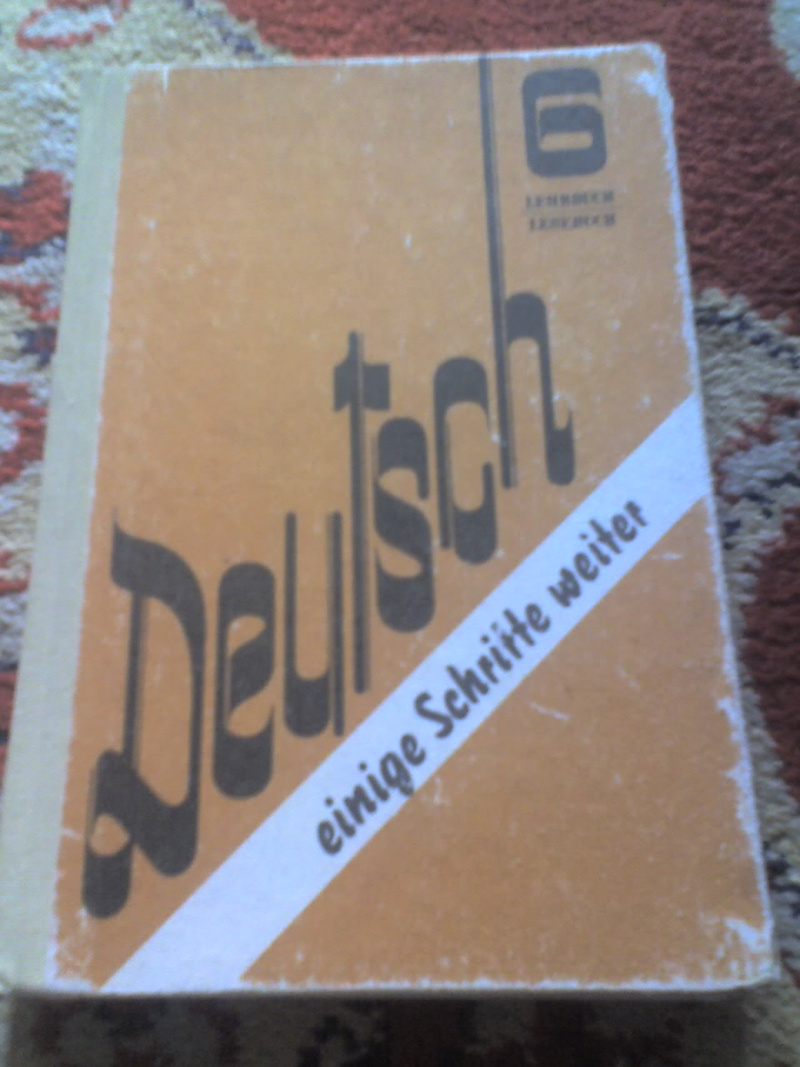 6
LEHRBUCH
LESEBUCH
Deutsch
einige Schritte weiter